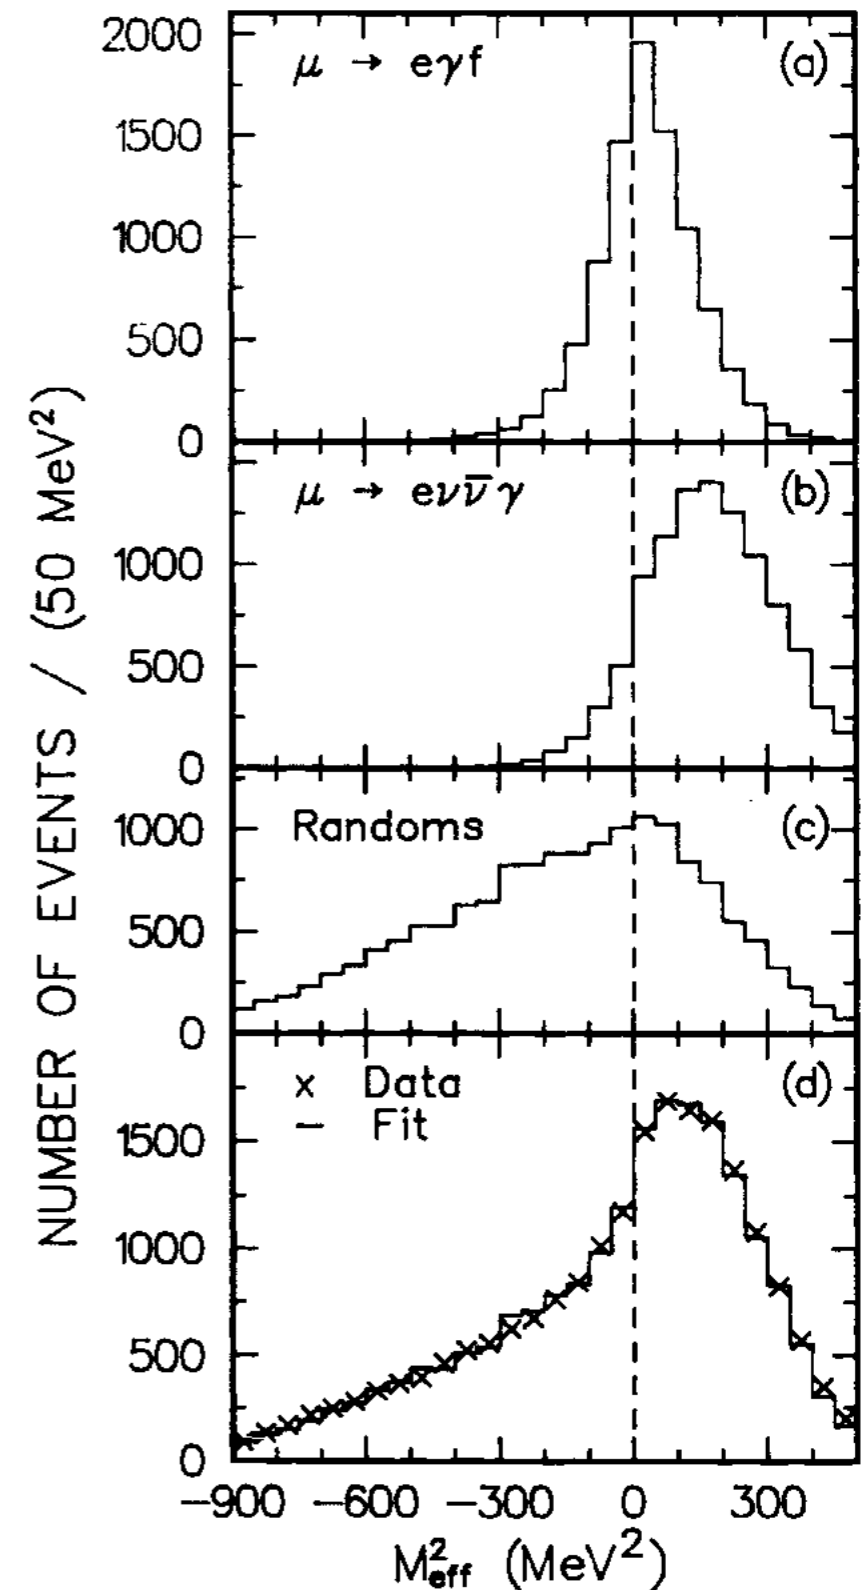 2000
μ → eγf (a)
1500
1000
500
0
μ → eνν̄γ (b)
1000
500
0
Randoms (c)
1000
500
0
× Data (d)
– Fit
1500
1000
500
0
−900 −600 −300 0 300
M²eff (MeV²)
NUMBER OF EVENTS / (50 MeV²)